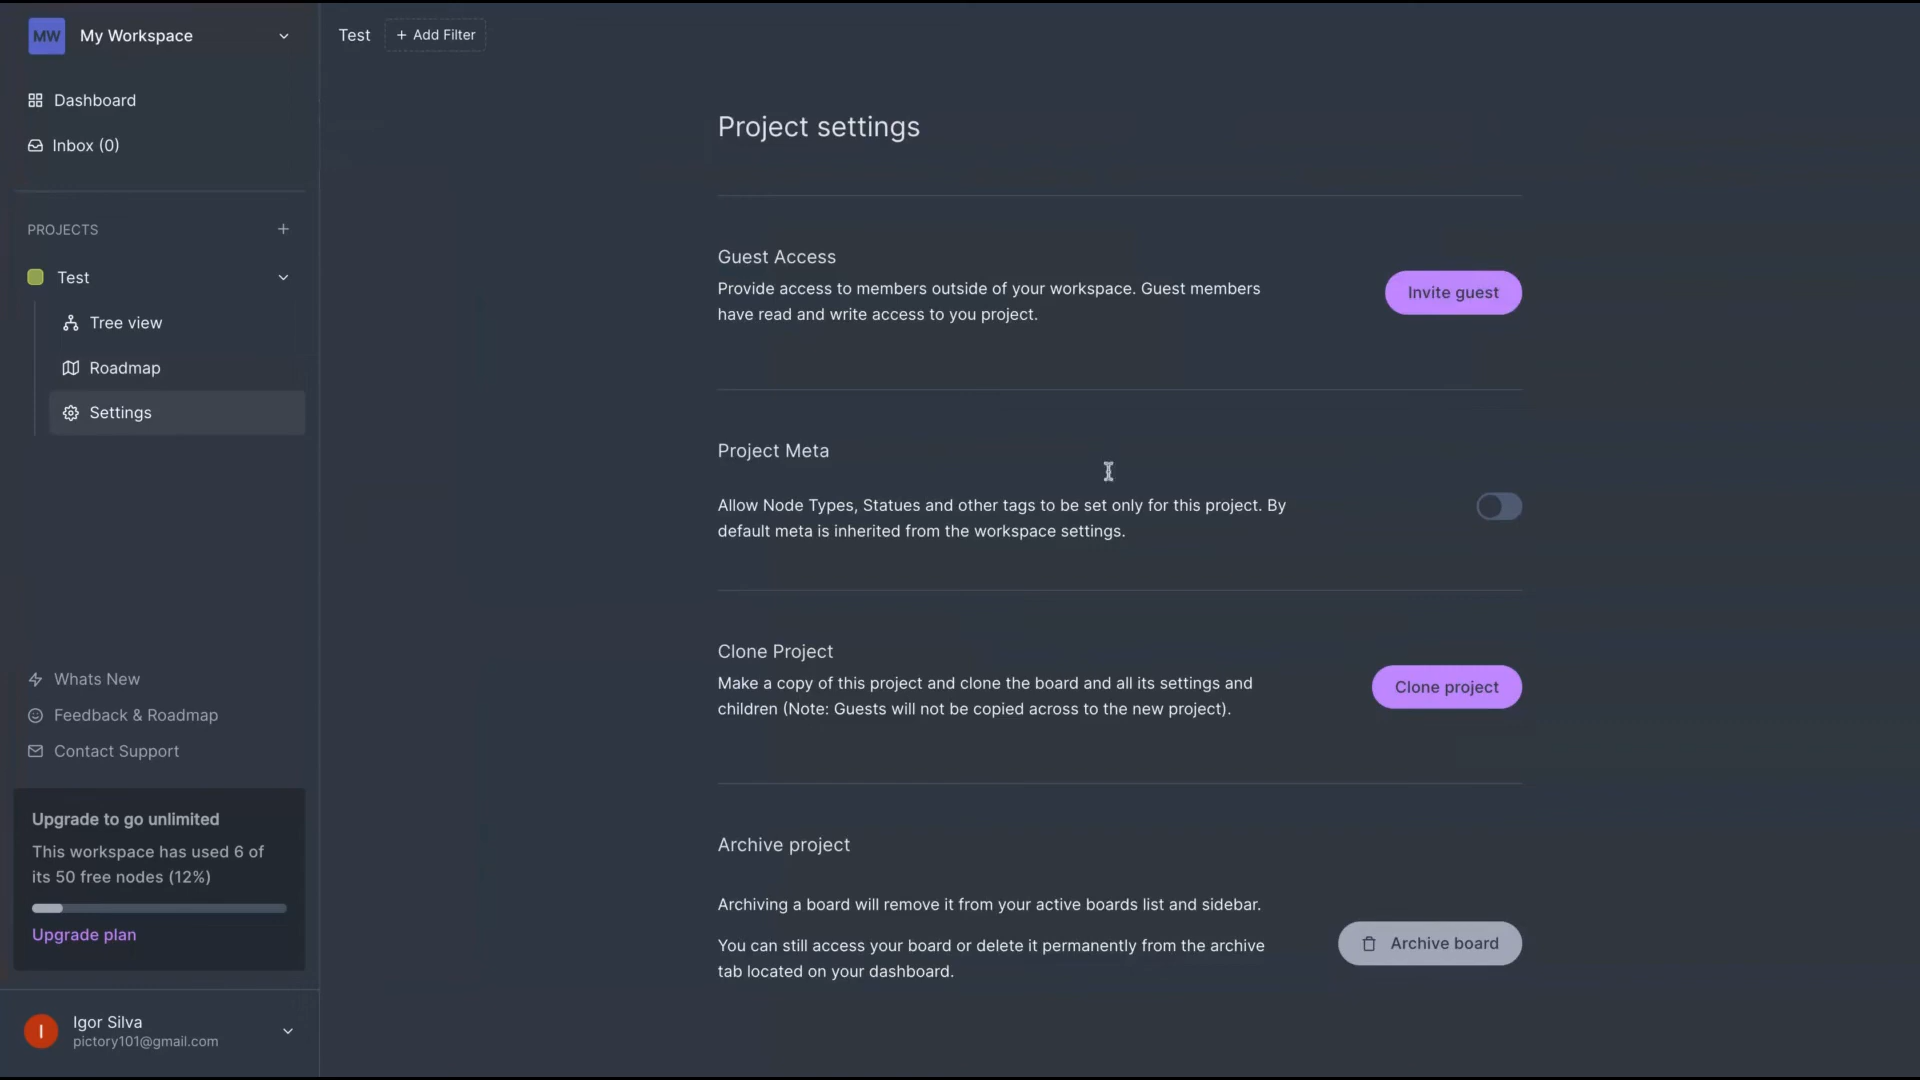 MW My Workspace
Test
+ Add Filter
Dashboard
Inbox (0)
PROJECTS
Test
Tree view
Roadmap
Settings
Whats New
Feedback & Roadmap
Contact Support
Upgrade to go unlimited
This workspace has used 6 of
its 50 free nodes (12%)
Upgrade plan
I
Igor Silva
pictory101@gmail.com
Project settings
Guest Access
Provide access to members outside of your workspace. Guest members
have read and write access to you project.
Invite guest
Project Meta
Allow Node Types, Statues and other tags to be set only for this project. By
default meta is inherited from the workspace settings.
Clone Project
Make a copy of this project and clone the board and all its settings and
children (Note: Guests will not be copied across to the new project).
Clone project
Archive project
Archiving a board will remove it from your active boards list and sidebar.
You can still access your board or delete it permanently from the archive
tab located on your dashboard.
Archive board